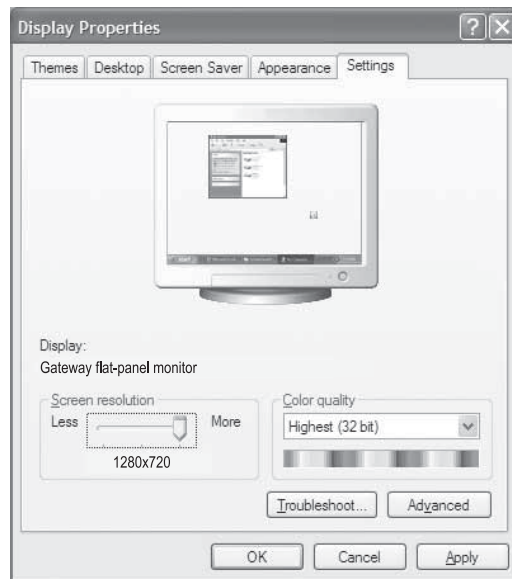 Display Properties
Themes Desktop Screen Saver Appearance Settings
Display:
Gateway flat-panel monitor
Screen resolution
Less More
1280x720
Color quality
Highest (32 bit)
Troubleshoot... Advanced
OK Cancel Apply